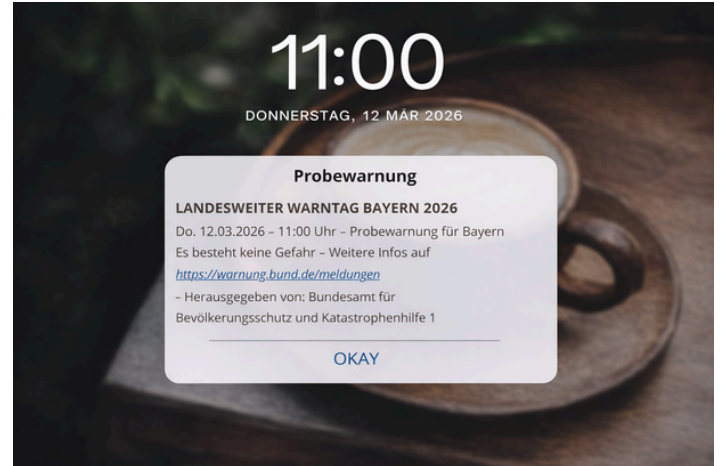 11:00
DONNERSTAG, 12 MÄR 2026
Probewarnung
LANDESWEITER WARNTAG BAYERN 2026
Do. 12.03.2026 – 11:00 Uhr – Probewarnung für Bayern
Es besteht keine Gefahr – Weitere Infos auf
https://warnung.bund.de/meldungen
– Herausgegeben von: Bundesamt für
Bevölkerungsschutz und Katastrophenhilfe 1
OKAY